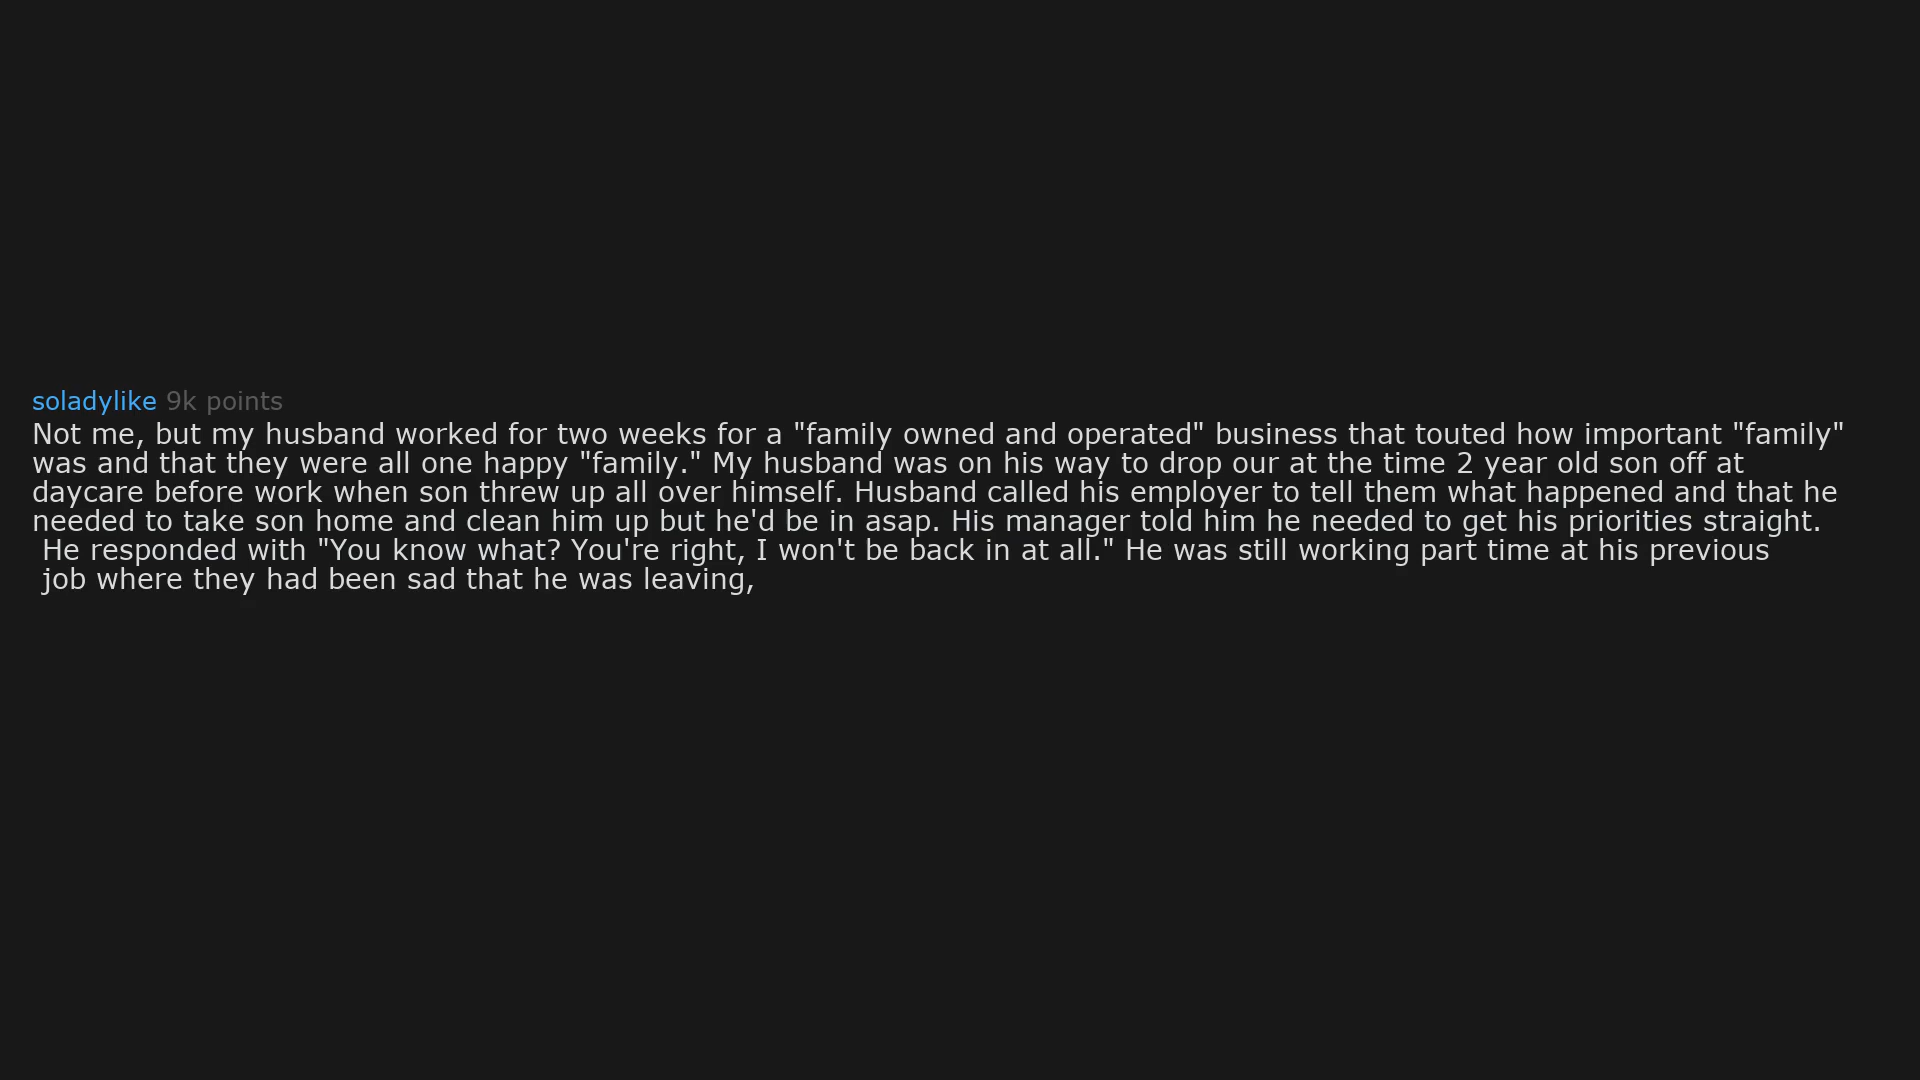 soladylike 9k points
Not me, but my husband worked for two weeks for a "family owned and operated" business that touted how important "family"
was and that they were all one happy "family." My husband was on his way to drop our at the time 2 year old son off at
daycare before work when son threw up all over himself. Husband called his employer to tell them what happened and that he
needed to take son home and clean him up but he'd be in asap. His manager told him he needed to get his priorities straight.
He responded with "You know what? You're right, I won't be back in at all." He was still working part time at his previous
job where they had been sad that he was leaving,